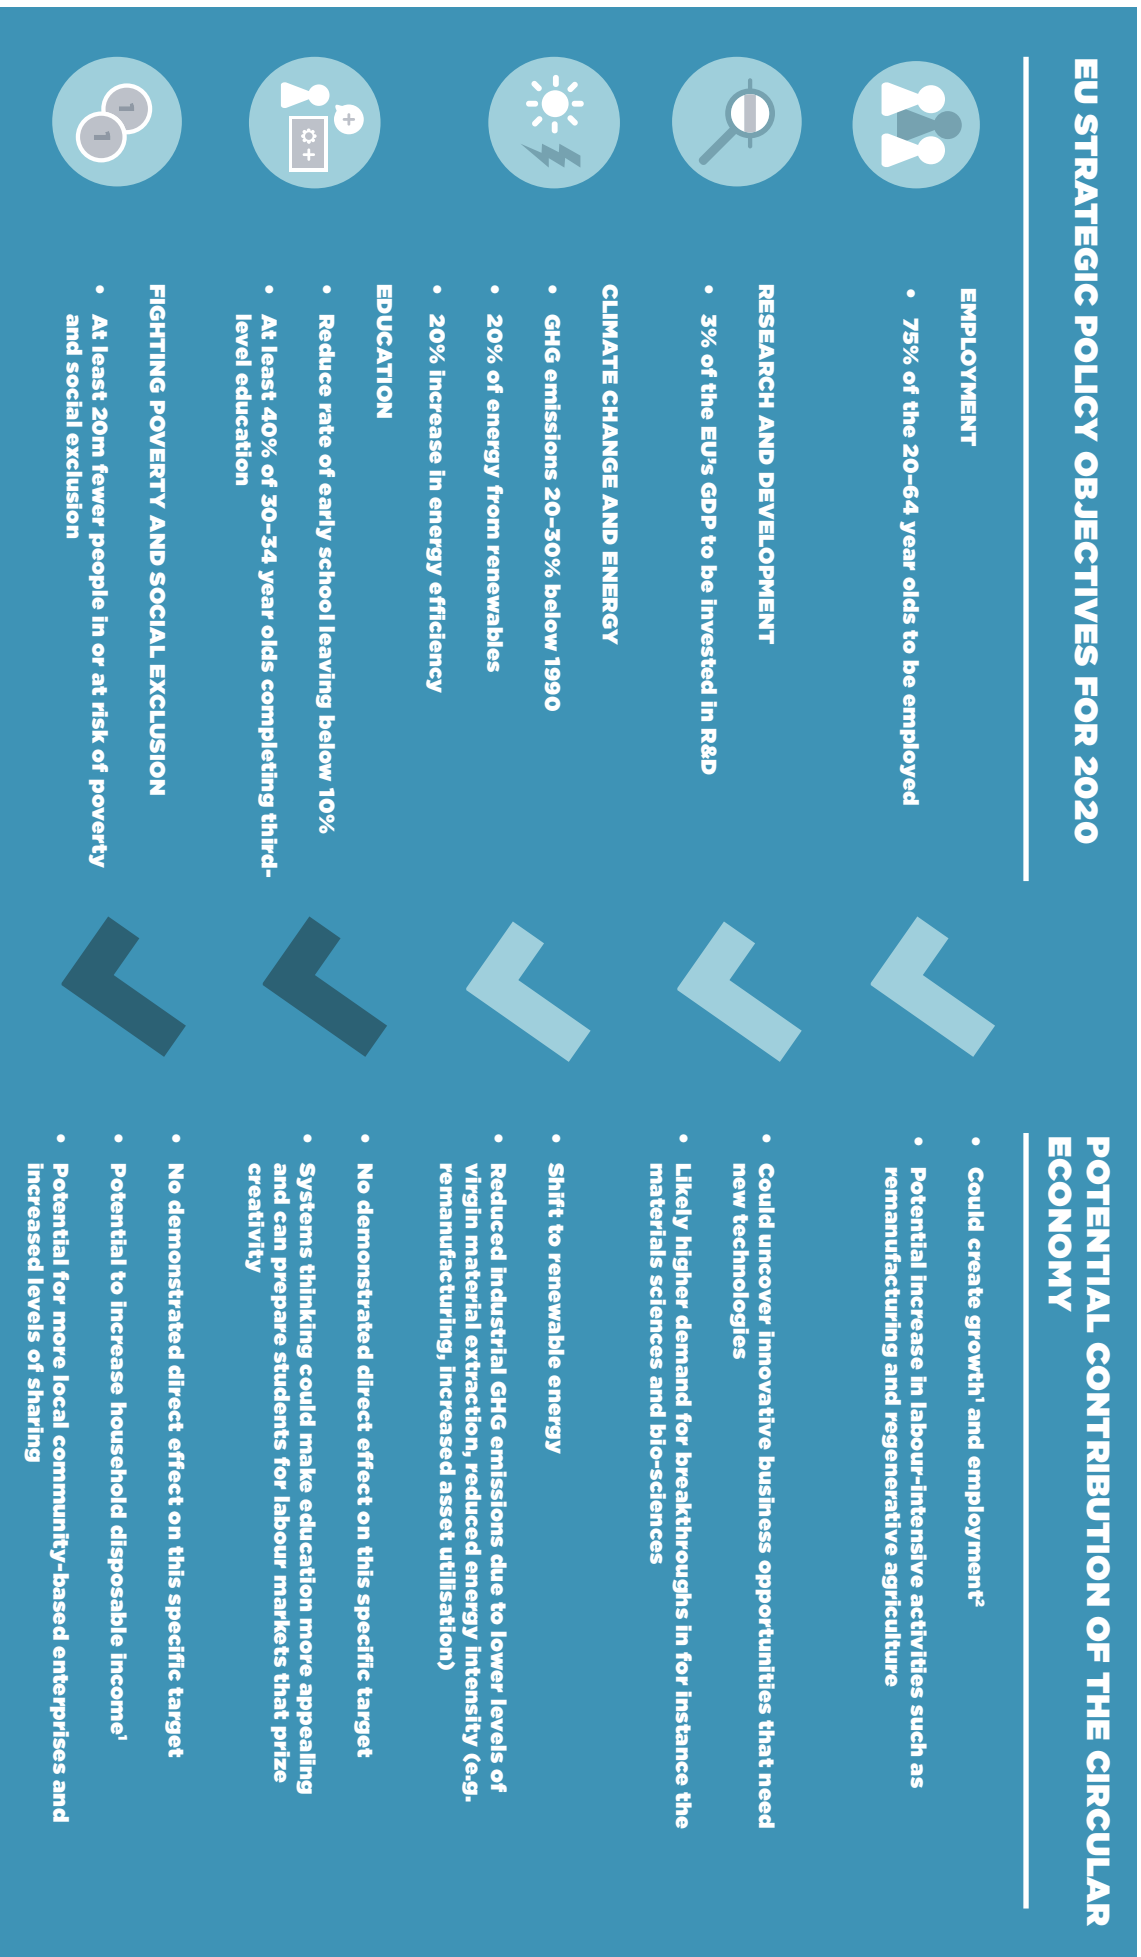 EU STRATEGIC POLICY OBJECTIVES FOR 2020
EMPLOYMENT
• 75% of the 20–64 year olds to be employed
RESEARCH AND DEVELOPMENT
• 3% of the EU's GDP to be invested in R&D
CLIMATE CHANGE AND ENERGY
• GHG emissions 20–30% below 1990
• 20% of energy from renewables
• 20% increase in energy efficiency
EDUCATION
• Reduce rate of early school leaving below 10%
• At least 40% of 30–34 year olds completing third-
level education
FIGHTING POVERTY AND SOCIAL EXCLUSION
• At least 20m fewer people in or at risk of poverty
and social exclusion
1
1
POTENTIAL CONTRIBUTION OF THE CIRCULAR
ECONOMY
• Could create growth¹ and employment²
• Potential increase in labour-intensive activities such as
remanufacturing and regenerative agriculture
• Could uncover innovative business opportunities that need
new technologies
• Likely higher demand for breakthroughs in for instance the
materials sciences and bio-sciences
• Shift to renewable energy
• Reduced industrial GHG emissions due to lower levels of
virgin material extraction, reduced energy intensity (e.g.
remanufacturing, increased asset utilisation)
• No demonstrated direct effect on this specific target
• Systems thinking could make education more appealing
and can prepare students for labour markets that prize
creativity
• No demonstrated direct effect on this specific target
• Potential to increase household disposable income¹
• Potential for more local community-based enterprises and
increased levels of sharing